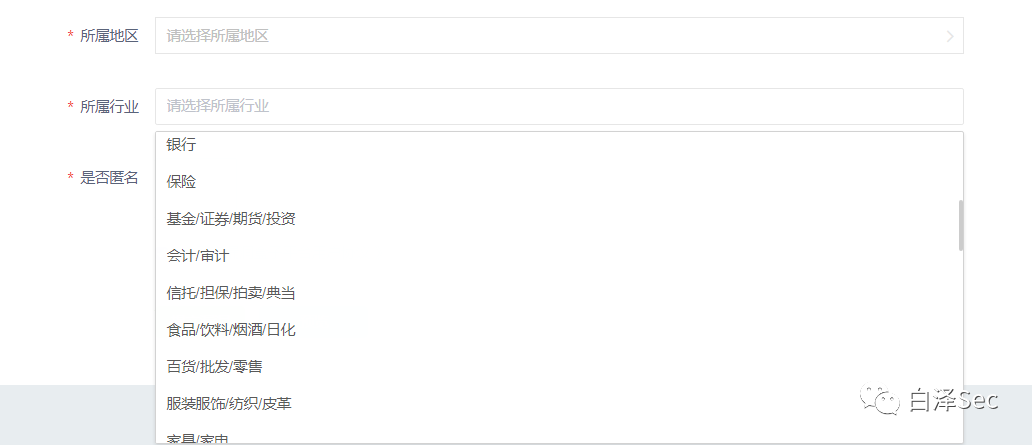 * 所属地区 请选择所属地区
* 所属行业 请选择所属行业
银行
* 是否匿名
保险
基金/证券/期货/投资
会计/审计
信托/担保/拍卖/典当
食品/饮料/烟酒/日化
百货/批发/零售
服装服饰/纺织/皮革
家具/家电
白泽Sec